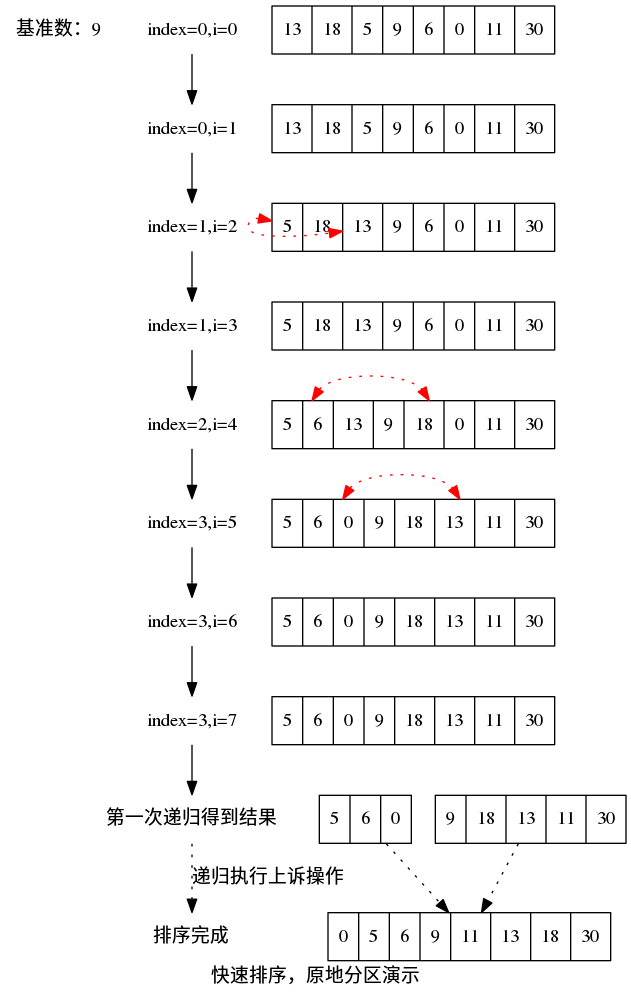 基准数：9 index=0,i=0 13 18 5 9 6 0 11 30
index=0,i=1 13 18 5 9 6 0 11 30
index=1,i=2 5 18 13 9 6 0 11 30
index=1,i=3 5 18 13 9 6 0 11 30
index=2,i=4 5 6 13 9 18 0 11 30
index=3,i=5 5 6 0 9 18 13 11 30
index=3,i=6 5 6 0 9 18 13 11 30
index=3,i=7 5 6 0 9 18 13 11 30
第一次递归得到结果 5 6 0 9 18 13 11 30
递归执行上诉操作
排序完成 0 5 6 9 11 13 18 30
快速排序，原地分区演示